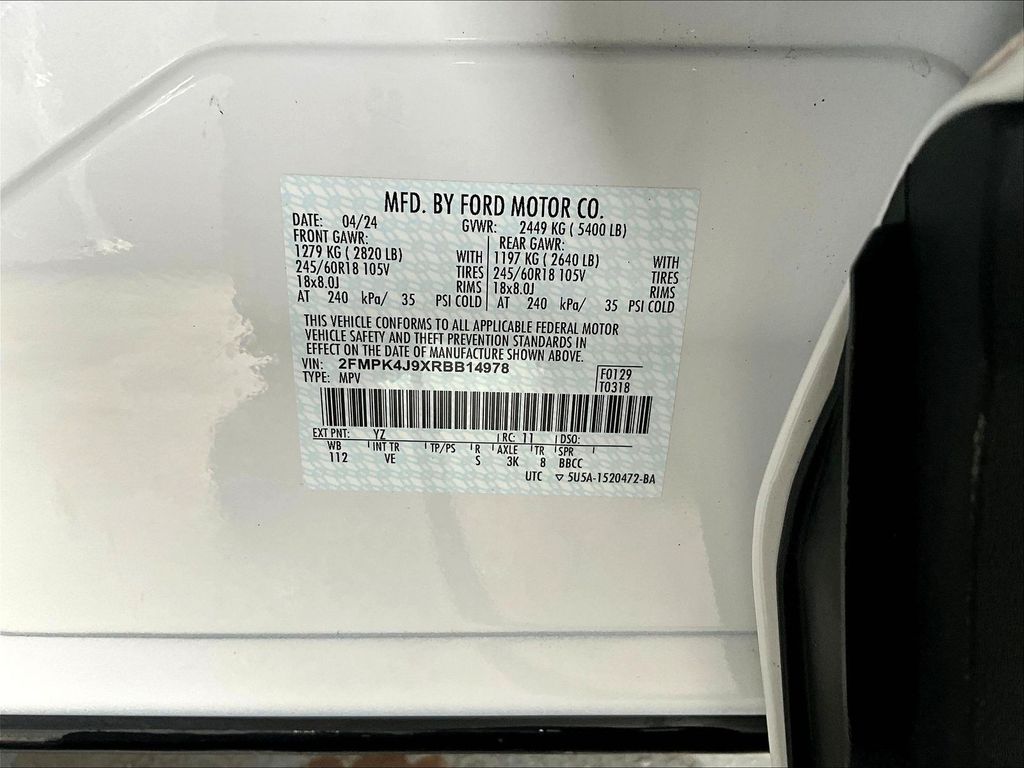 MFD. BY FORD MOTOR CO.
DATE: 04/24 GVWR: 2449 KG ( 5400 LB)
FRONT GAWR: REAR GAWR:
1279 KG ( 2820 LB) WITH 1197 KG ( 2640 LB) WITH
245/60R18 105V TIRES 245/60R18 105V TIRES
18x8.0J RIMS 18x8.0J RIMS
AT 240 kPa/ 35 PSI COLD AT 240 kPa/ 35 PSI COLD
THIS VEHICLE CONFORMS TO ALL APPLICABLE FEDERAL MOTOR
VEHICLE SAFETY AND THEFT PREVENTION STANDARDS IN
EFFECT ON THE DATE OF MANUFACTURE SHOWN ABOVE.
VIN: 2FMPK4J9XRBB14978 F0129
TYPE: MPV T0318
EXT PNT: YZ RC: 11 DSO:
WB INT TR TP/PS R AXLE TR SPR
112 VE S 3K 8 BBCC
UTC ▽ 5U5A-1520472-BA